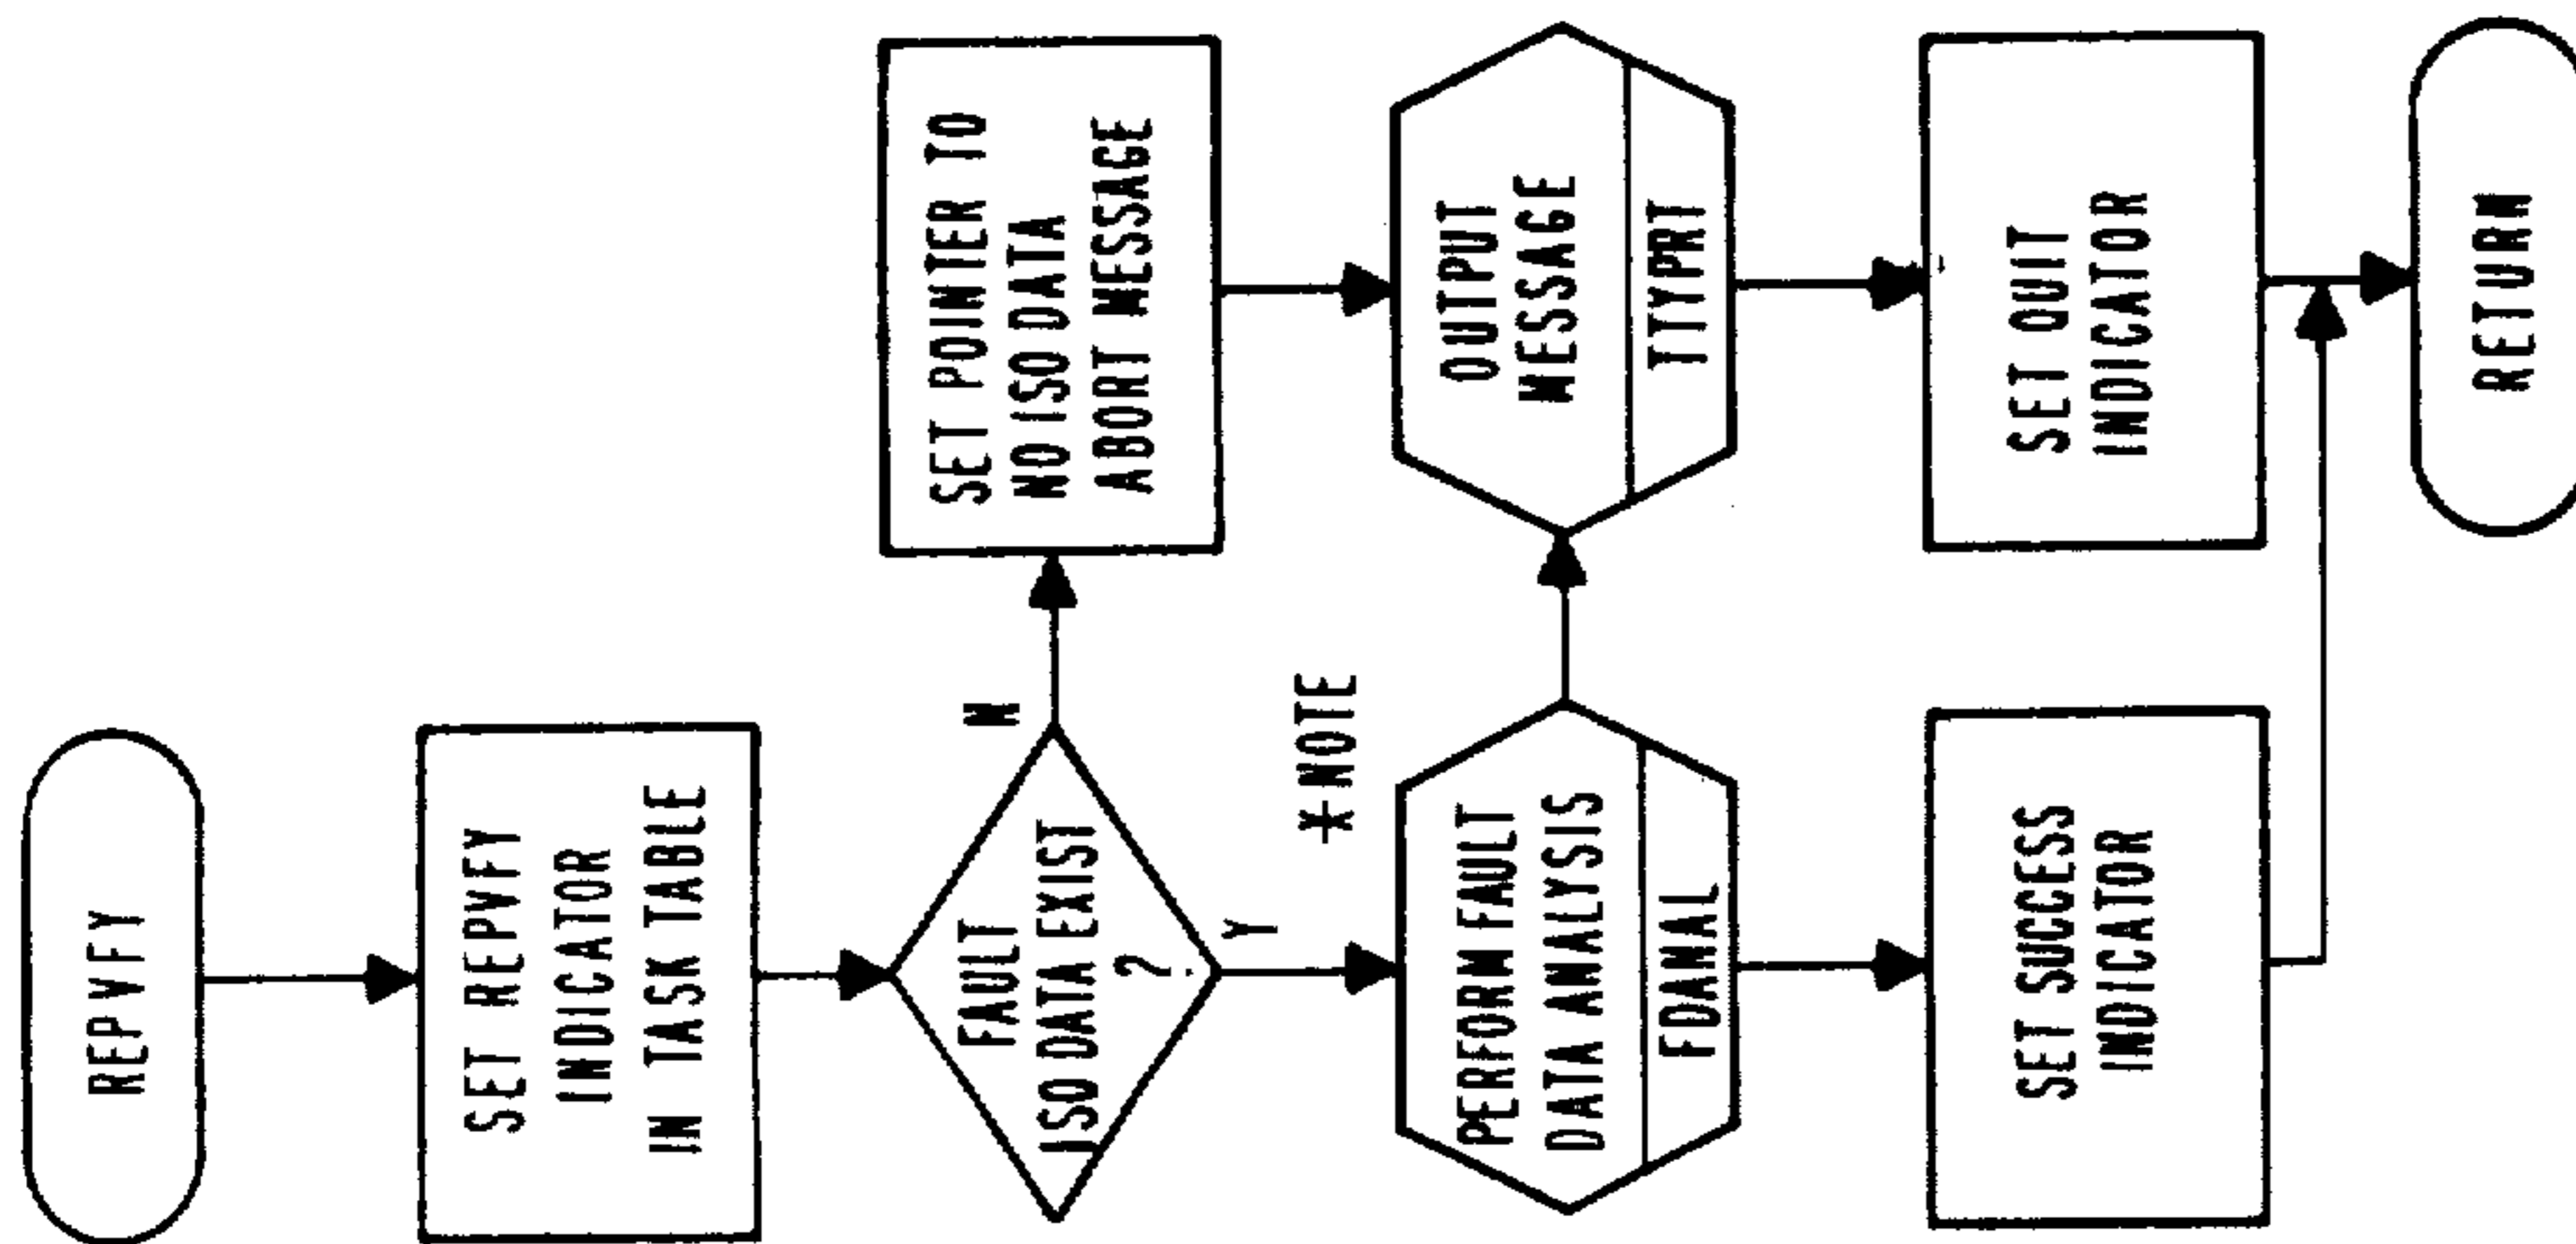 REPVFY
SET REPVFY
INDICATOR
IN TASK TABLE
FAULT
ISO DATA EXIST
?
N
Y
SET POINTER TO
NO ISO DATA
ABORT MESSAGE
*NOTE
PERFORM FAULT
DATA ANALYSIS
FDANAL
OUTPUT
MESSAGE
TTYPRT
SET SUCCESS
INDICATOR
SET QUIT
INDICATOR
RETURN